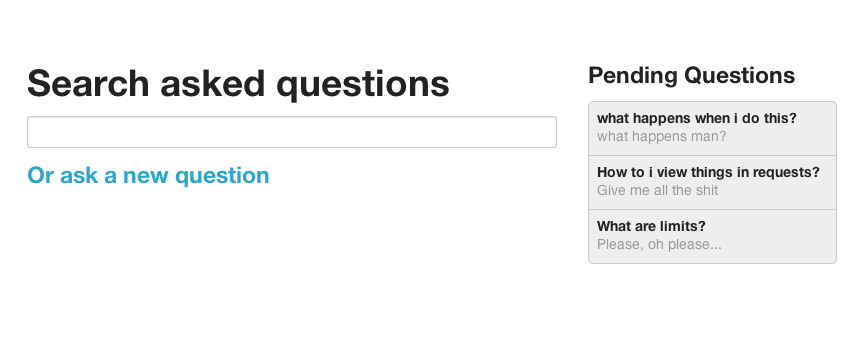 Search asked questions
Or ask a new question
Pending Questions
what happens when i do this?
what happens man?
How to i view things in requests?
Give me all the shit
What are limits?
Please, oh please...